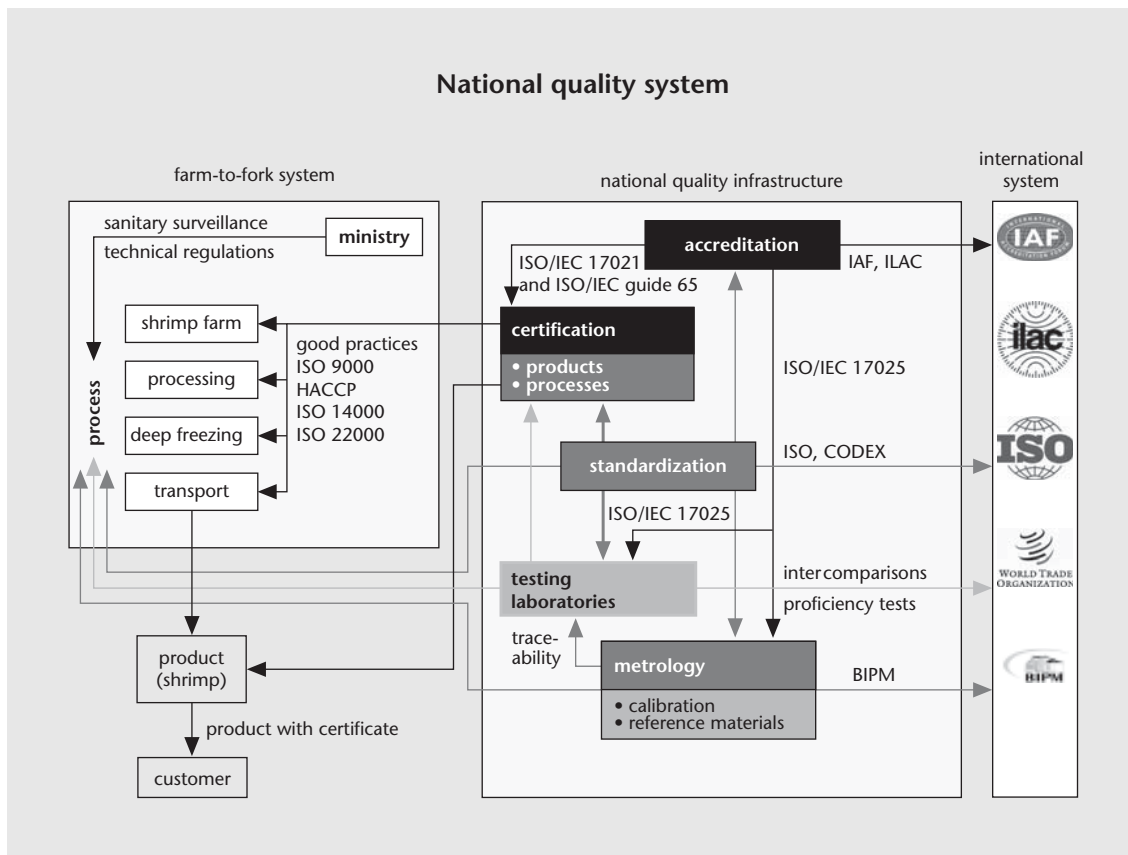 National quality system
farm-to-fork system
national quality infrastructure
international
system
sanitary surveillance
technical regulations
ministry
shrimp farm
processing
deep freezing
transport
process
good practices
ISO 9000
HACCP
ISO 14000
ISO 22000
product
(shrimp)
product with certificate
customer
accreditation
ISO/IEC 17021
and ISO/IEC guide 65
IAF, ILAC
certification
• products
• processes
ISO/IEC 17025
standardization
ISO, CODEX
ISO/IEC 17025
testing
laboratories
intercomparisons
proficiency tests
trace-
ability
metrology
BIPM
• calibration
• reference materials
INTERNATIONAL
IAF
ACCREDITATION FORUM
ilac
ISO
WORLD TRADE
ORGANIZATION
BIPM